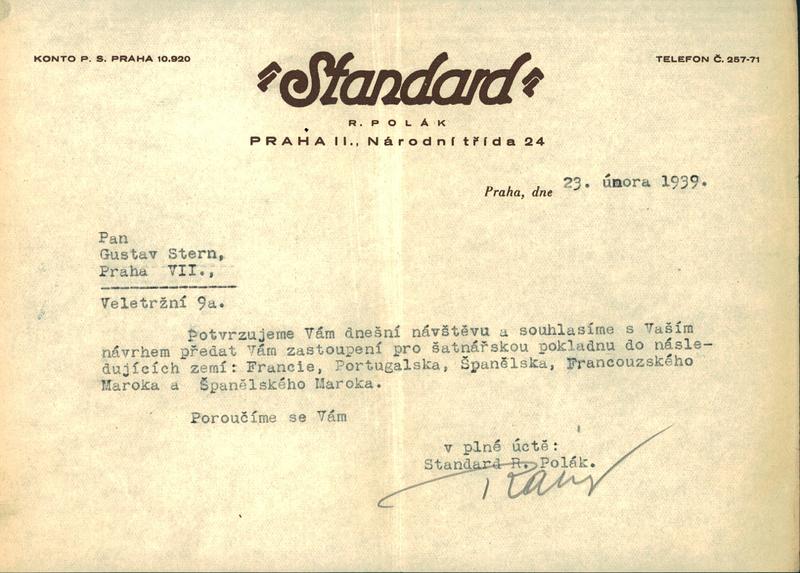 KONTO P. S. PRAHA 10.920
TELEFON Č. 257-71
"Standard"
R. POLÁK
PRAHA II., Národní třída 24
Praha, dne 23. února 1939.
Pan
Gustav Stern,
Praha VII.,
Veletržní 9a.
Potvrzujeme Vám dnešní návštěvu a souhlasíme s Vaším
návrhem předat Vám zastoupení pro šatnářskou pokladnu do násle-
dujících zemí: Francie, Portugalska, Španělska, Francouzského
Maroka a Španělského Maroka.
Poroučíme se Vám
v plné úctě:
Standard R. Polák.